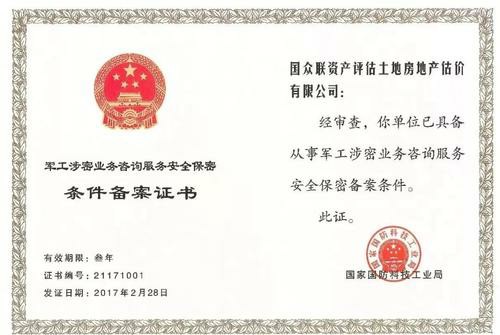 军工涉密业务咨询服务安全保密
条件备案证书
有效期限：叁年
证书编号：21171001
发证日期：2017年2月28日
国众联资产评估土地房地产估价
有限公司：
经审查，你单位已具备
从事军工涉密业务咨询服务
安全保密备案条件。
此证。
国家国防科技工业局
国家国防科技工业局